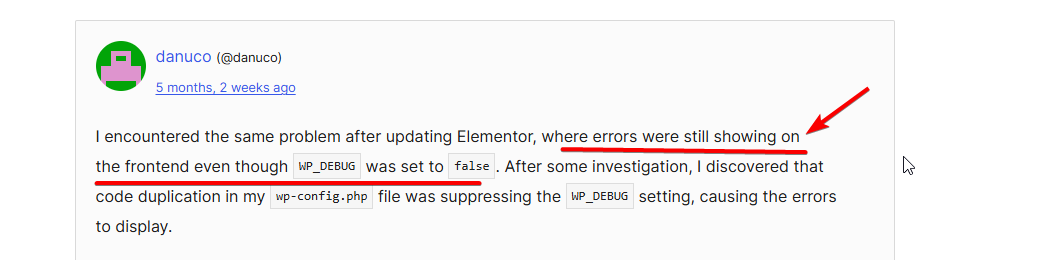 danuco (@danuco)
5 months, 2 weeks ago
I encountered the same problem after updating Elementor, where errors were still showing on
the frontend even though WP_DEBUG was set to false. After some investigation, I discovered that
code duplication in my wp-config.php file was suppressing the WP_DEBUG setting, causing the errors
to display.